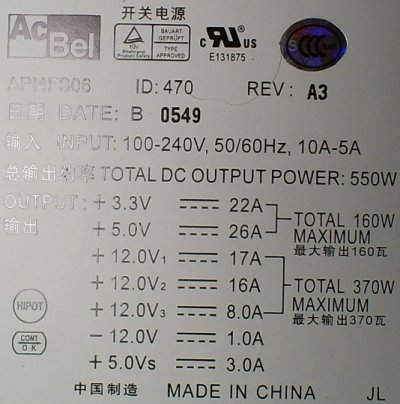 AcBel
开关电源
TÜV
Rheinland
Product Safety
BAUART
GEPRÜFT
TYPE
APPROVED
c UR US
E131875
S CCC
API4FS06 ID: 470 REV: A3
日期 DATE: B 0549
输入 INPUT: 100-240V, 50/60Hz, 10A-5A
总输出功率 TOTAL DC OUTPUT POWER: 550W
OUTPUT: + 3.3V 22A
输出 + 5.0V 26A
TOTAL 160W
MAXIMUM
最大输出160瓦
+ 12.0V1 17A
+ 12.0V2 16A
+ 12.0V3 8.0A
TOTAL 370W
MAXIMUM
最大输出370瓦
HiPOT
- 12.0V 1.0A
CONT
OK
+ 5.0Vs 3.0A
中国制造 MADE IN CHINA JL